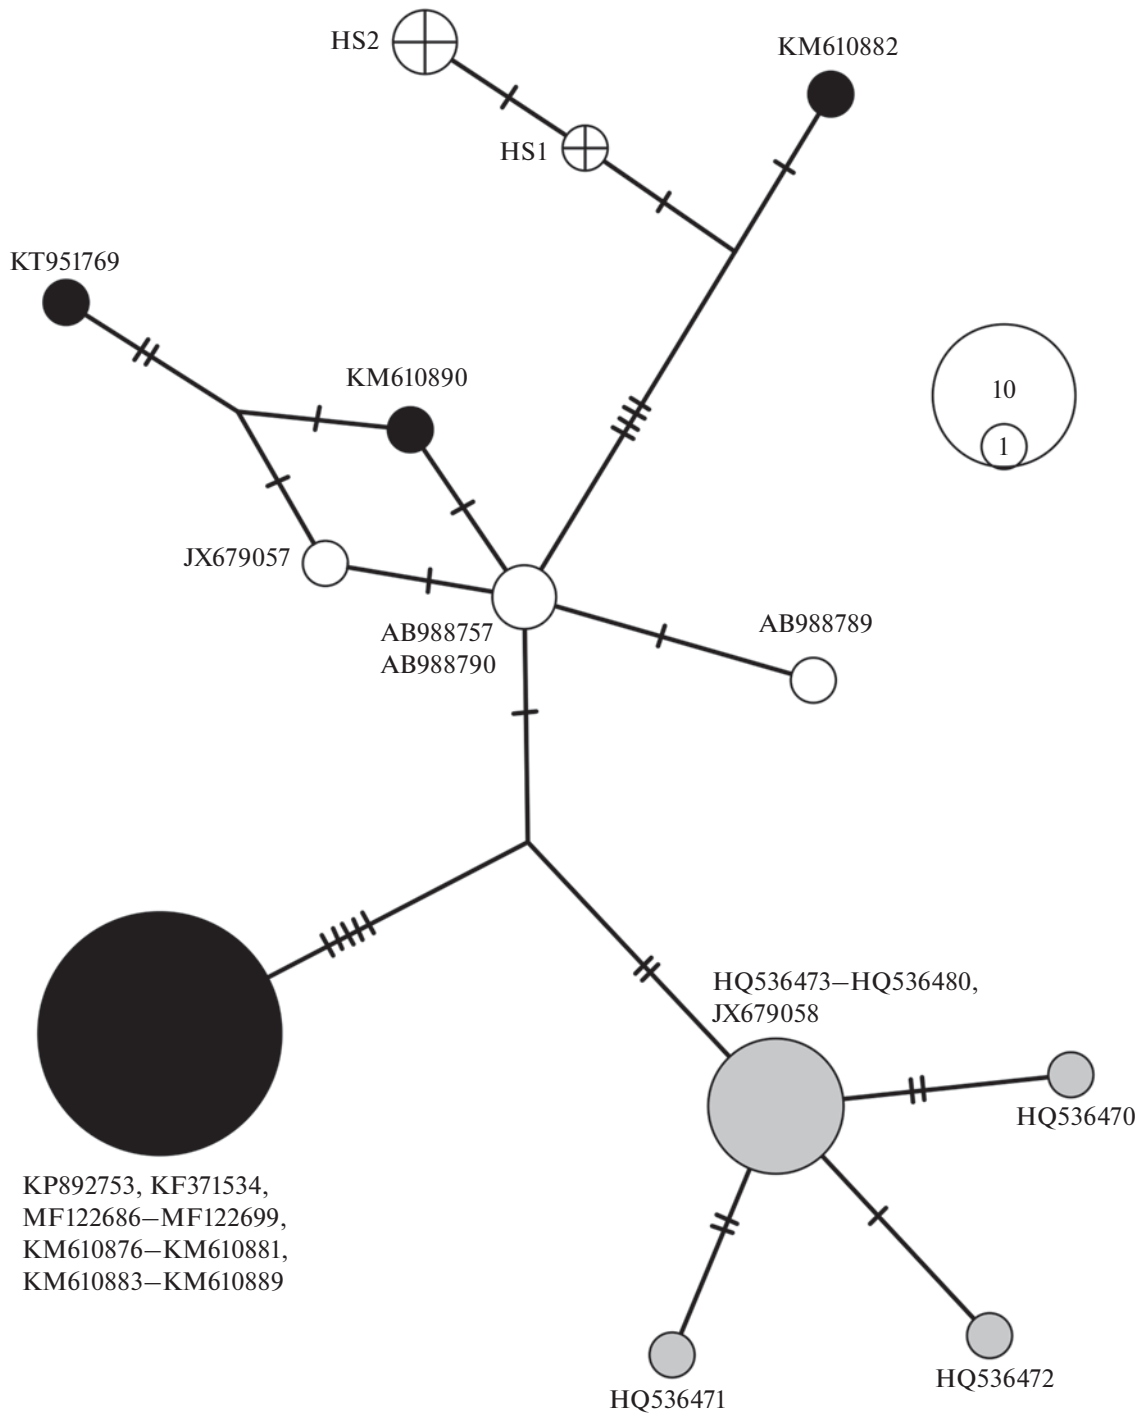 HS2
KM610882
HS1
KT951769
KM610890
10
1
JX679057
AB988757
AB988790
AB988789
HQ536473–HQ536480,
JX679058
HQ536470
KP892753, KF371534,
MF122686–MF122699,
KM610876–KM610881,
KM610883–KM610889
HQ536472
HQ536471